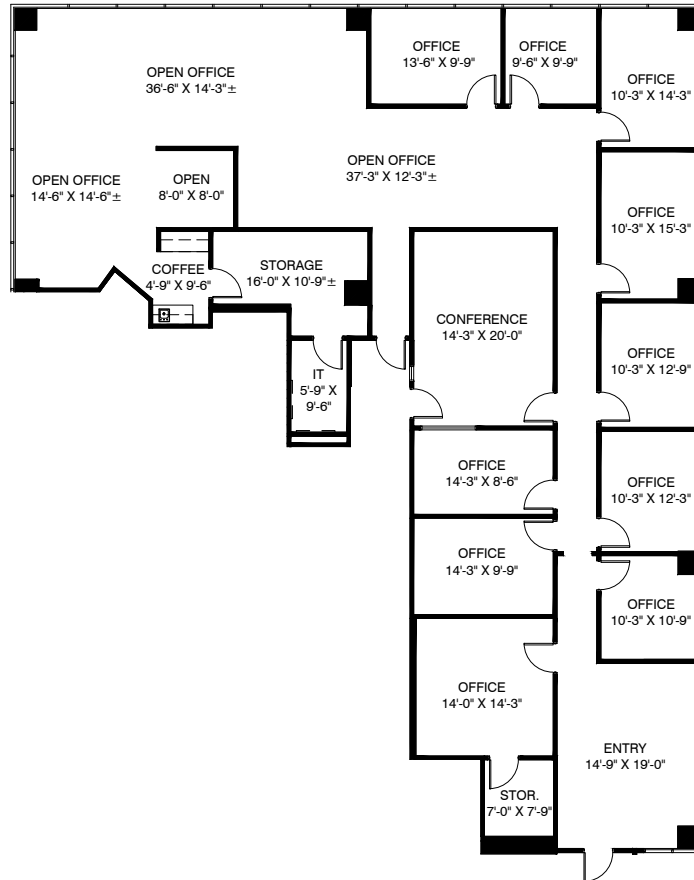 OFFICE
13'-6" X 9'-9"
OFFICE
9'-6" X 9'-9"
OPEN OFFICE
36'-6" X 14'-3"±
OFFICE
10'-3" X 14'-3"
OPEN OFFICE
37'-3" X 12'-3"±
OPEN OFFICE
14'-6" X 14'-6"±
OPEN
8'-0" X 8'-0"
OFFICE
10'-3" X 15'-3"
COFFEE
4'-9" X 9'-6"
STORAGE
16'-0" X 10'-9"±
CONFERENCE
14'-3" X 20'-0"
OFFICE
10'-3" X 12'-9"
IT
5'-9" X
9'-6"
OFFICE
14'-3" X 8'-6"
OFFICE
10'-3" X 12'-3"
OFFICE
14'-3" X 9'-9"
OFFICE
10'-3" X 10'-9"
OFFICE
14'-0" X 14'-3"
ENTRY
14'-9" X 19'-0"
STOR.
7'-0" X 7'-9"